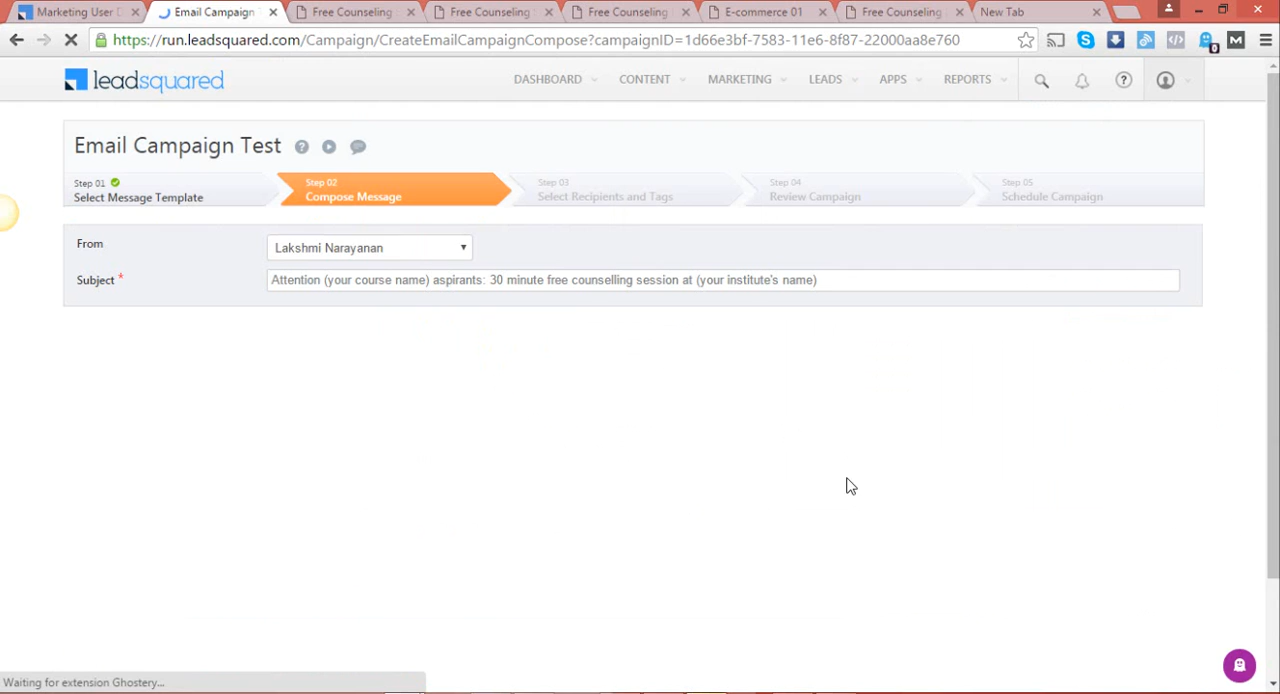 Marketing User D
Email Campaign T
Free Counseling
Free Counseling
Free Counseling
E-commerce 01
Free Counseling
New Tab
https://run.leadsquared.com/Campaign/CreateEmailCampaignCompose?campaignID=1d66e3bf-7583-11e6-8f87-22000aa8e760
0
leadsquared
DASHBOARD
CONTENT
MARKETING
LEADS
APPS
REPORTS
Email Campaign Test
Step 01
Select Message Template
Step 02
Compose Message
Step 03
Select Recipients and Tags
Step 04
Review Campaign
Step 05
Schedule Campaign
From
Lakshmi Narayanan
Subject *
Attention (your course name) aspirants: 30 minute free counselling session at (your institute's name)
Waiting for extension Ghostery...